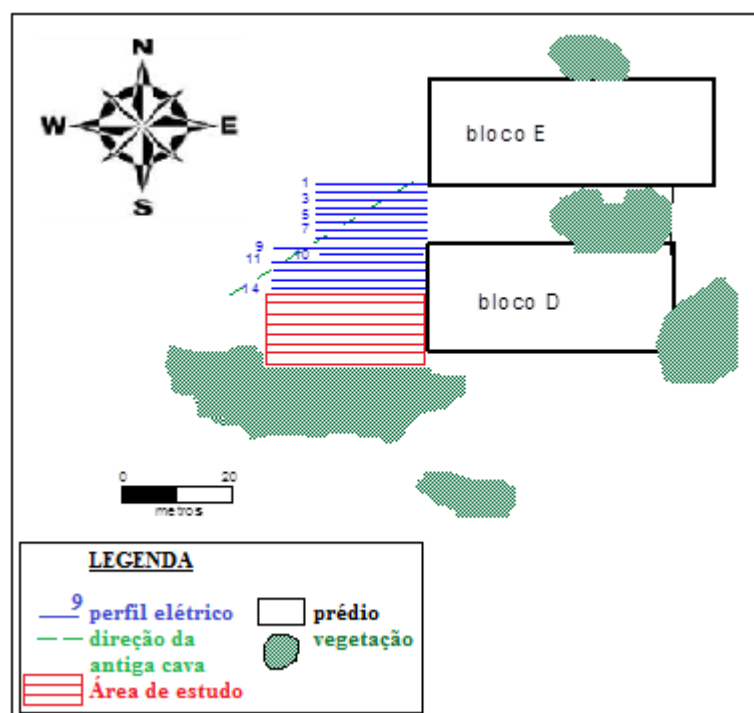 N
W E
S
bloco E
1
3
5
7
9
10
11
14
bloco D
0 20
metros
LEGENDA
9 perfil elétrico
prédio
direção da
antiga cava
vegetação
Área de estudo